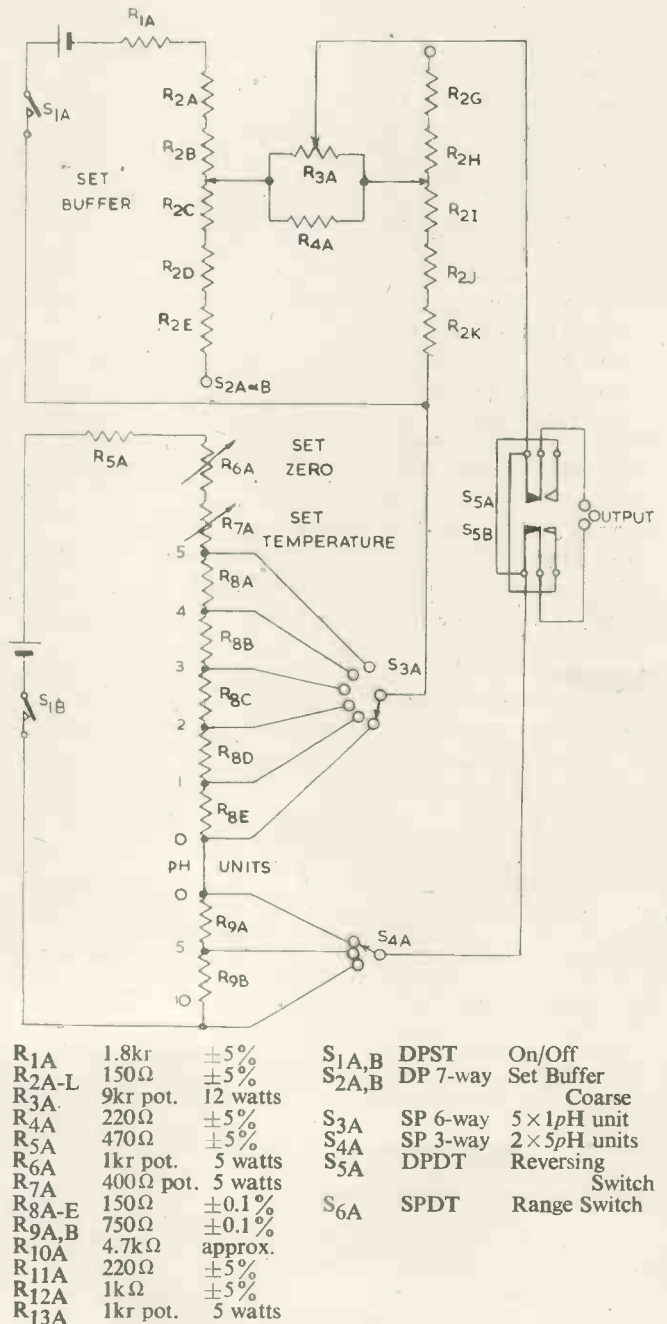 R1A
S1A
R2A
R2B
"SET"
BUFFER
R2C
R2D
R2E
S2A∝B
R3A
R4A
R2G
R2H
R2I
R2J
R2K
R5A
R6A
SET
ZERO
R7A
SET
TEMPERATURE
S1B
5
R8A
4
R8B
3
R8C
2
R8D
1
R8E
0
pH UNITS
0
R9A
5
R9B
10
S3A
S4A
S5A
S5B
OUTPUT
R1A 1.8kr ±5%
R2A-L 150Ω ±5%
R3A 9kr pot. 12 watts
R4A 220Ω ±5%
R5A 470Ω ±5%
R6A 1kr pot. 5 watts
R7A 400Ω pot. 5 watts
R8A-E 150Ω ±0.1%
R9A,B 750Ω ±0.1%
R10A 4.7kΩ approx.
R11A 220Ω ±5%
R12A 1kΩ ±5%
R13A 1kr pot. 5 watts
S1A,B DPST On/Off
S2A,B DP 7-way Set Buffer
Coarse
S3A SP 6-way 5×1pH unit
S4A SP 3-way 2×5pH units
S5A DPDT Reversing
Switch
S6A SPDT Range Switch